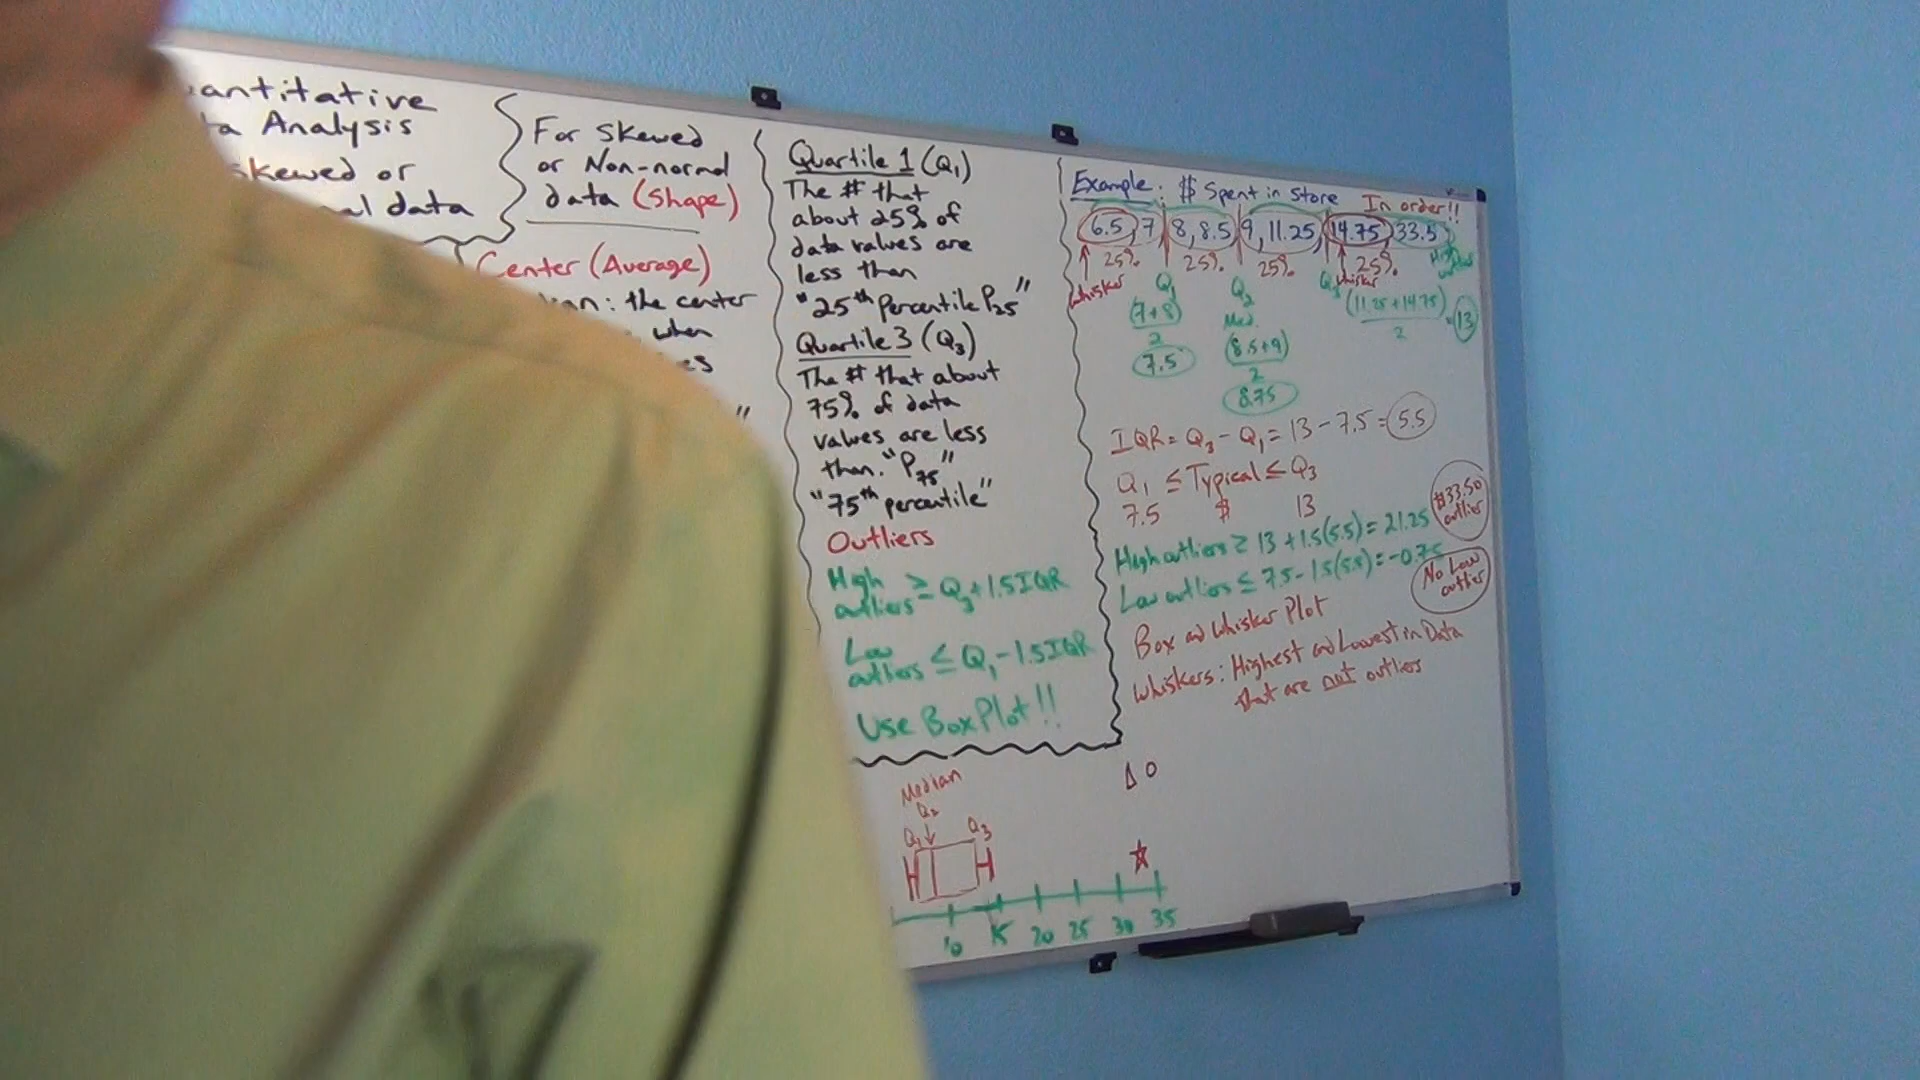 antitative
ta Analysis
skewed or
al data
For Skewed
or Non-normal
data (Shape)
Center (Average)
: the center
when
es
"
Quartile 1 (Q1)
The # that
about 25% of
data values are
less than
"25th Percentile P25"
Quartile 3 (Q3)
The # that about
75% of data
values are less
than. "P75"
"75th percentile"
Outliers
High
outliers ≥ Q3+1.5IQR
Low
outliers ≤ Q1-1.5IQR
Use BoxPlot!!
Example: $ Spent in Store In order!!
6.5, 7 8, 8.5 9, 11.25, 14.75, 33.5
25% 25% 25% 25%
whisker Q1 Q2 Q3 whisker
High
(7+8)
2
7.5
Med.
(8.5+9)
2
8.75
(11.25+14.75)
2
= 13
IQR = Q3 - Q1 = 13 - 7.5 = 5.5
Q1 ≤ Typical ≤ Q3
7.5 $ 13
High outliers ≥ 13 + 1.5(5.5) = 21.25
$33.50
outlier
Low outliers ≤ 7.5 - 1.5(5.5) = -0.75
No Low
outlier
Box and Whisker Plot
Whiskers: Highest and Lowest in Data
that are not outliers
Median
Q2
Q1 Q3
10 15 20 25 30 35